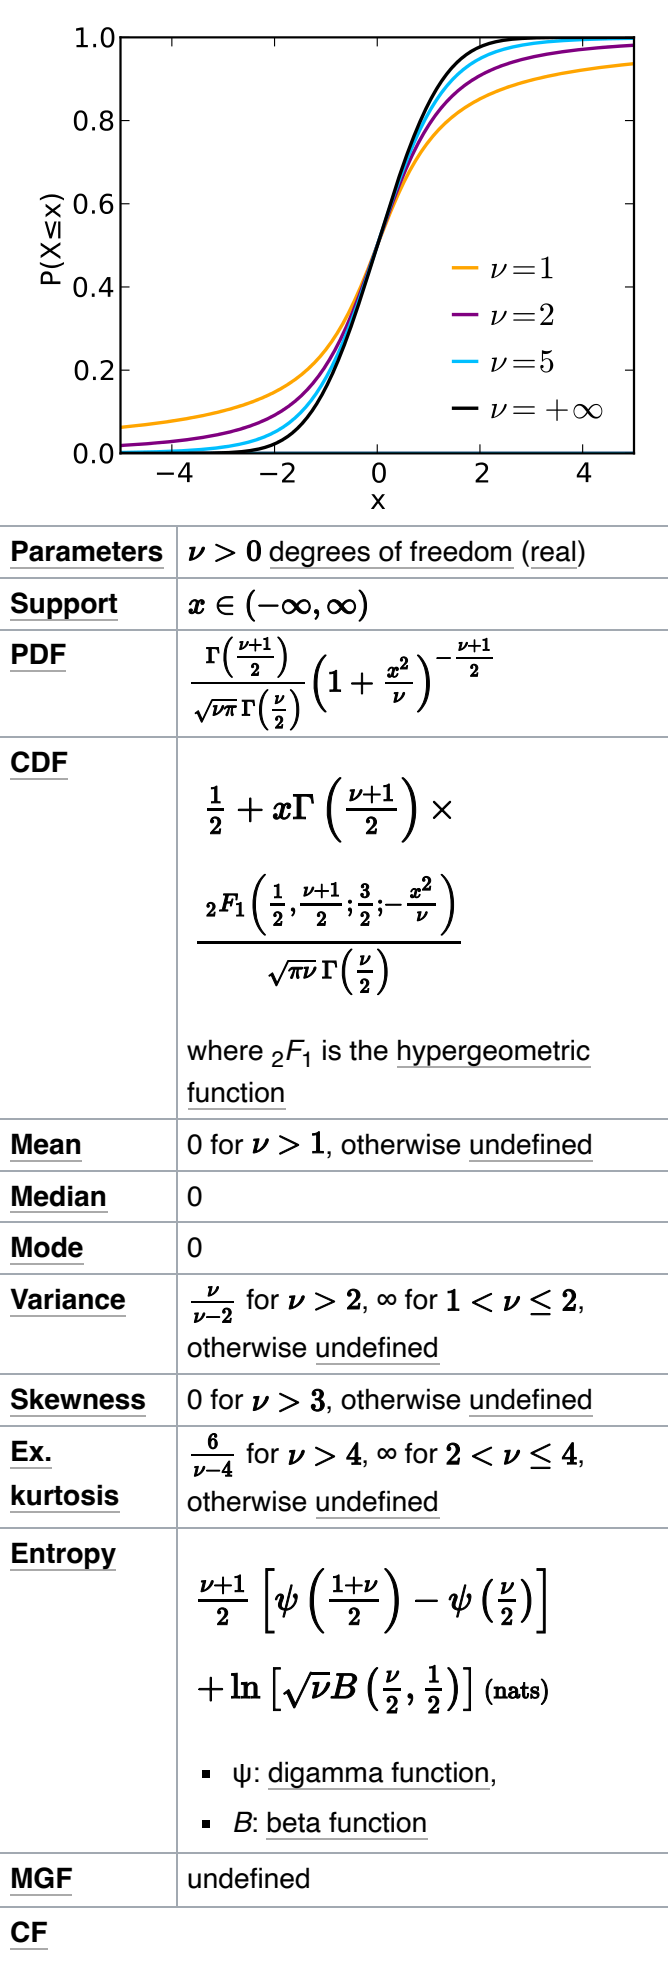 1.0
0.8
0.6
0.4
0.2
0.0
P(X≤x)
ν=1
ν=2
ν=5
ν=+∞
−4 −2 0 2 4
x
Parameters ν > 0 degrees of freedom (real)
Support x ∈ (−∞, ∞)
PDF Γ((ν+1)/2) / (√(νπ) Γ(ν/2)) (1 + x²/ν)^(−(ν+1)/2)
CDF
1/2 + xΓ((ν+1)/2) ×
₂F₁(1/2, (ν+1)/2; 3/2; −x²/ν) / (√(πν) Γ(ν/2))
where ₂F₁ is the hypergeometric
function
Mean 0 for ν > 1, otherwise undefined
Median 0
Mode 0
Variance ν/(ν−2) for ν > 2, ∞ for 1 < ν ≤ 2,
otherwise undefined
Skewness 0 for ν > 3, otherwise undefined
Ex. 6/(ν−4) for ν > 4, ∞ for 2 < ν ≤ 4,
kurtosis otherwise undefined
Entropy
(ν+1)/2 [ψ((1+ν)/2) − ψ(ν/2)]
+ ln [√ν B(ν/2, 1/2)] (nats)
▪ ψ: digamma function,
▪ B: beta function
MGF undefined
CF